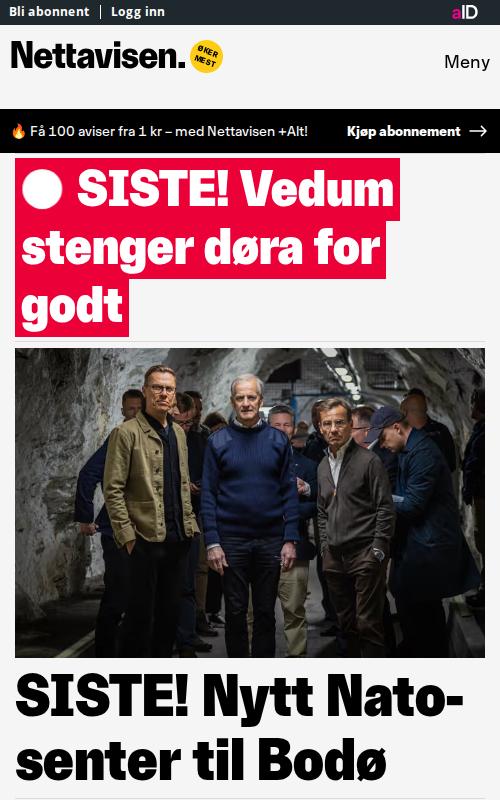 Bli abonnent | Logg inn
aID
Nettavisen.
ØKER
MEST
Meny
🔥 Få 100 aviser fra 1 kr – med Nettavisen +Alt!
Kjøp abonnement →
SISTE! Vedum
stenger døra for
godt
SISTE! Nytt Nato-
senter til Bodø